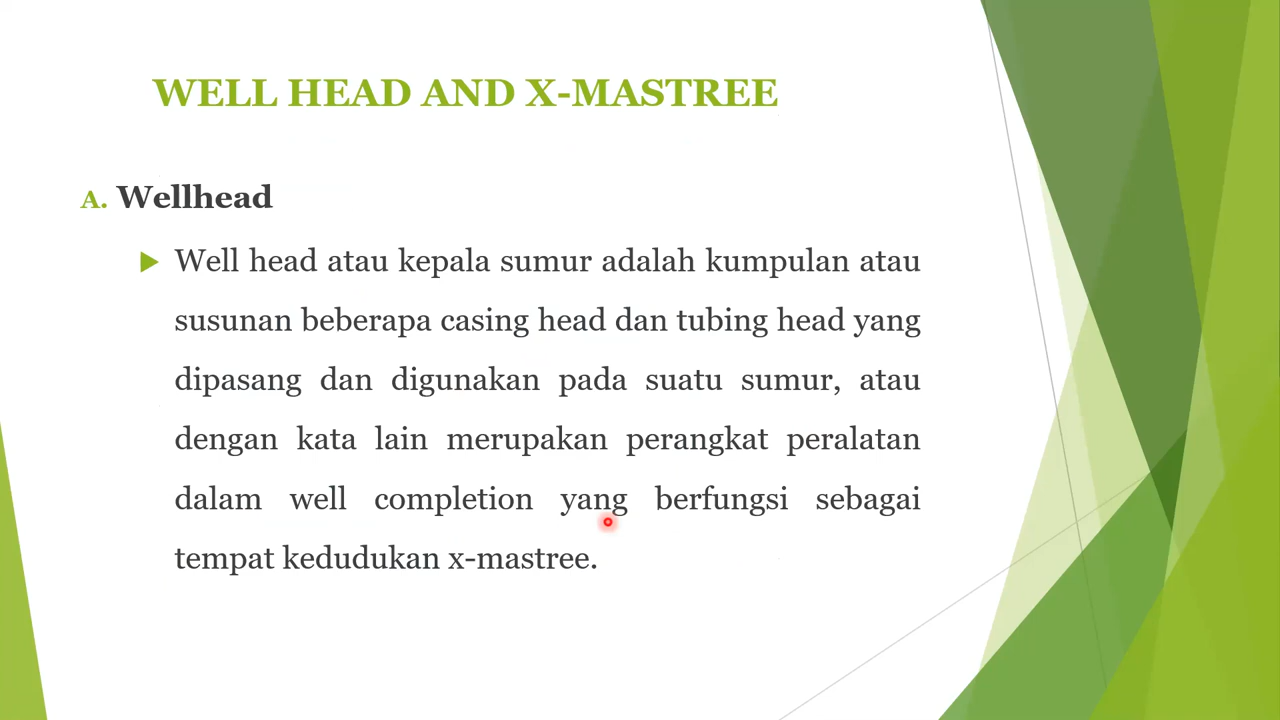 WELL HEAD AND X-MASTREE
A. Wellhead
Well head atau kepala sumur adalah kumpulan atau
susunan beberapa casing head dan tubing head yang
dipasang dan digunakan pada suatu sumur, atau
dengan kata lain merupakan perangkat peralatan
dalam well completion yang berfungsi sebagai
tempat kedudukan x-mastree.